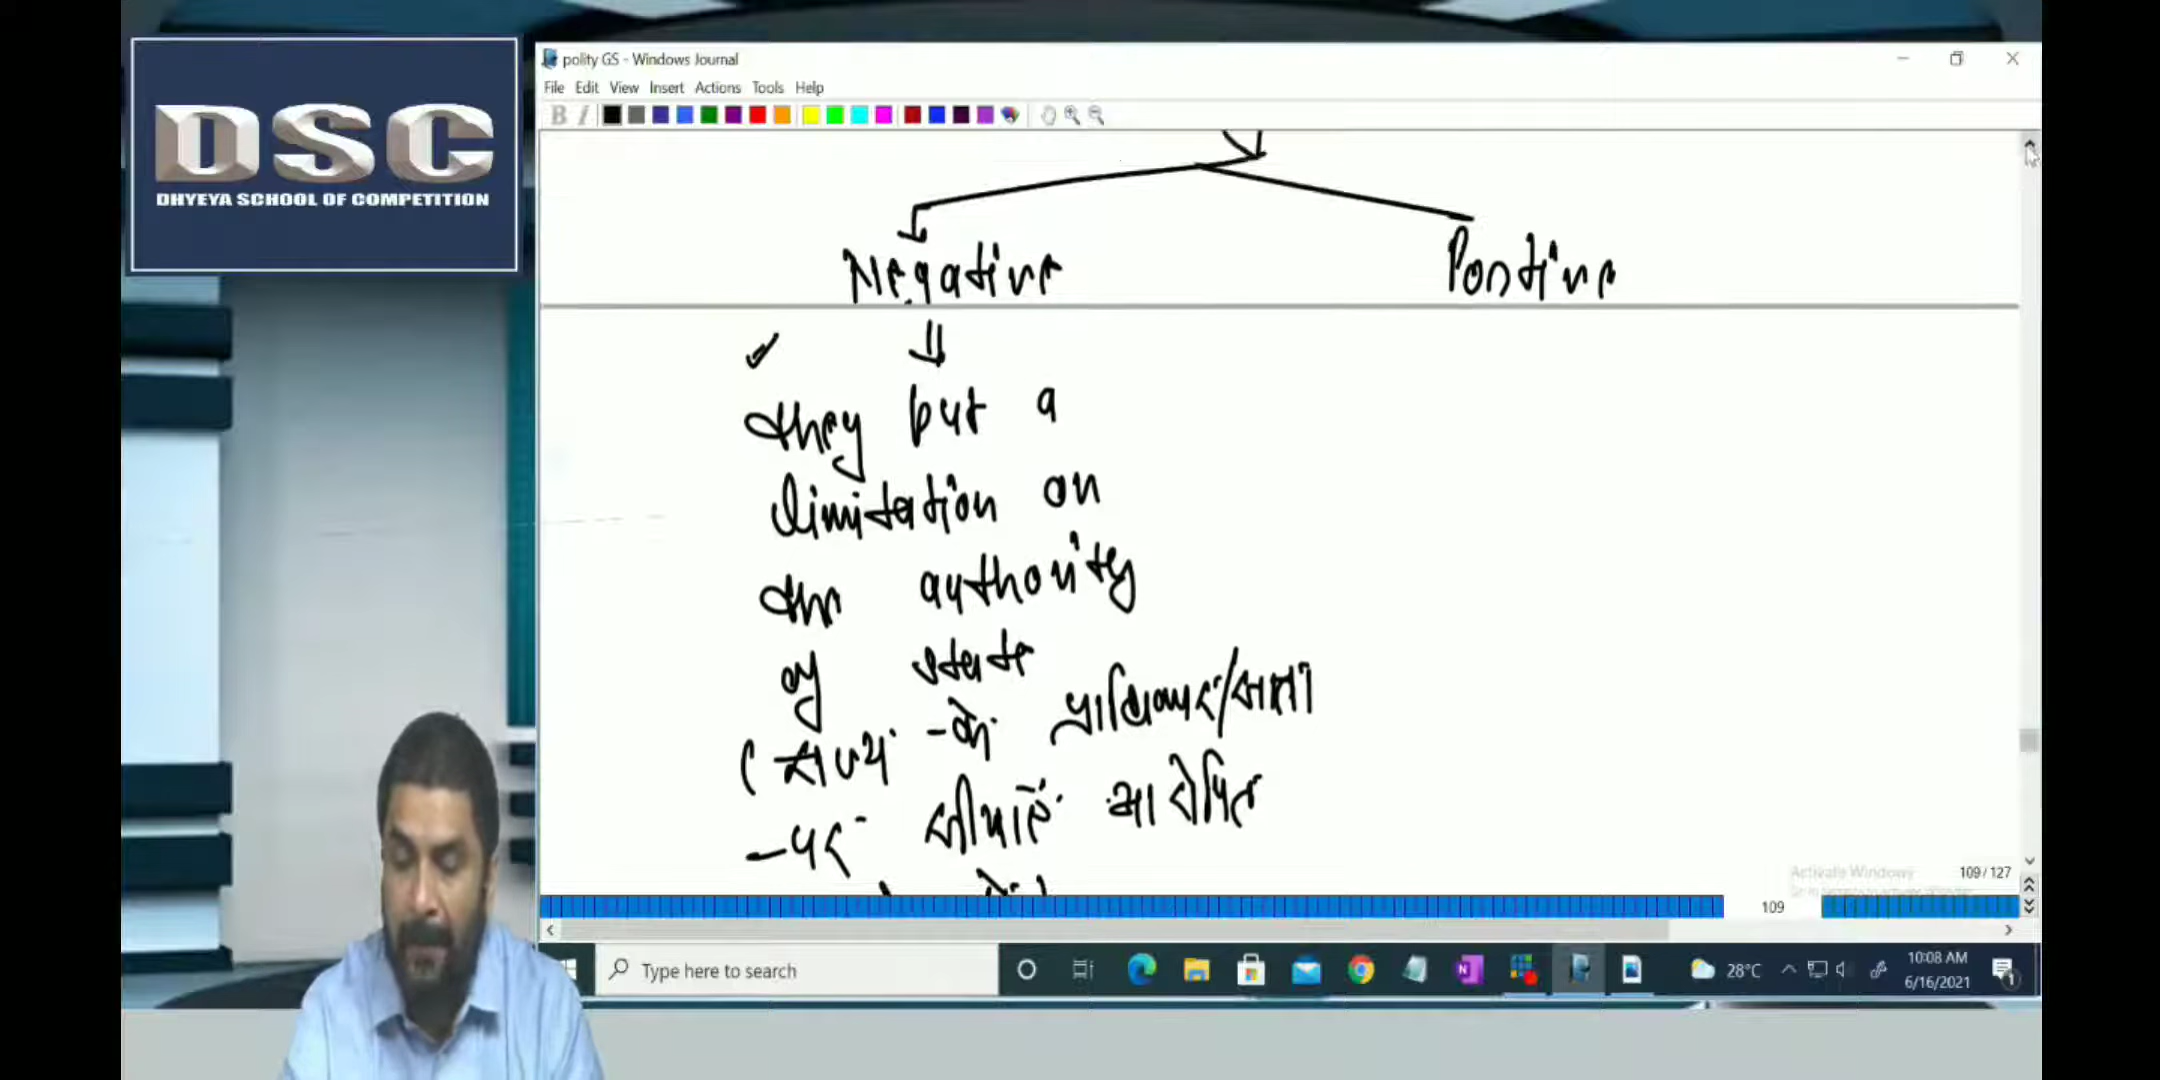 DSC
DHYEYA SCHOOL OF COMPETITION
polity GS - Windows Journal
File Edit View Insert Actions Tools Help
B I
Negative Positive
they put a
limitation on
the authority
of state
(राज्य के प्राधिकार/सत्ता
पर सीमाएँ आरोपित
Activate Windows
109 / 127
109
Type here to search
28°C
10:08 AM
6/16/2021
1